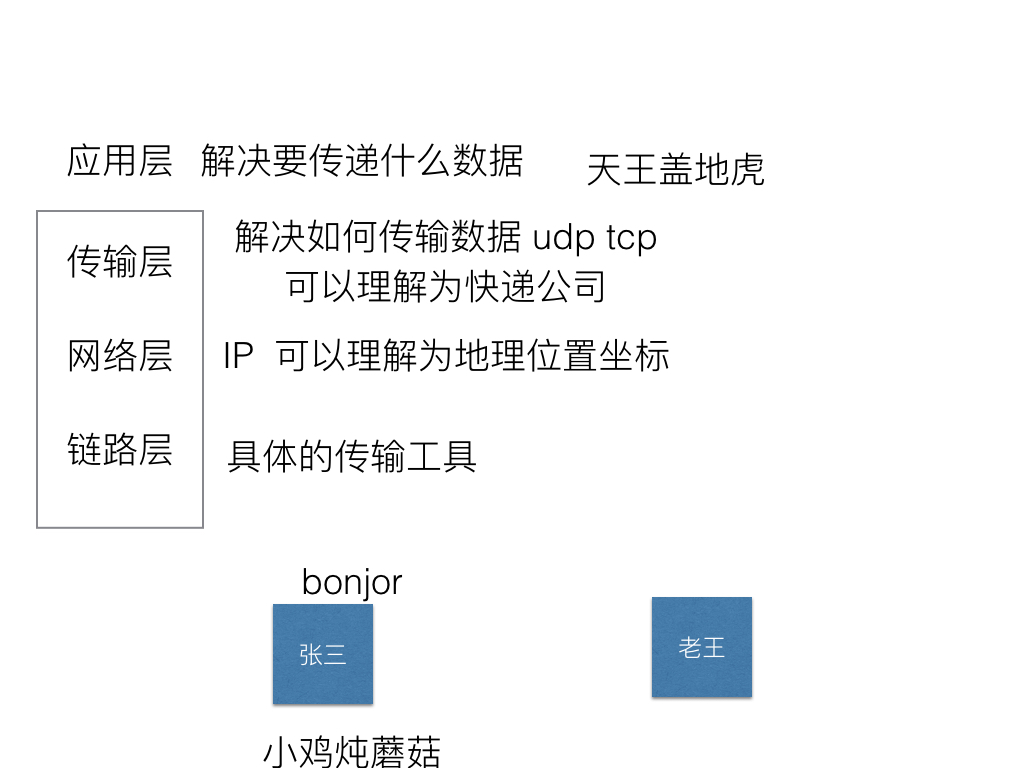 应用层 解决要传递什么数据 天王盖地虎
传输层 解决如何传输数据 udp tcp
可以理解为快递公司
网络层 IP 可以理解为地理位置坐标
链路层 具体的传输工具
bonjor
张三 老王
小鸡炖蘑菇